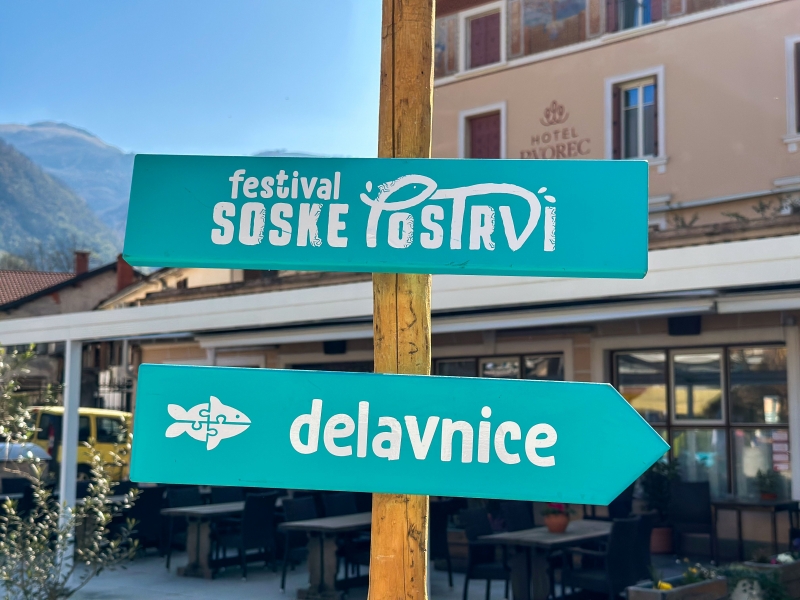 HOTEL
DVOREC
festival
SOSKE POSTRVI
delavnice